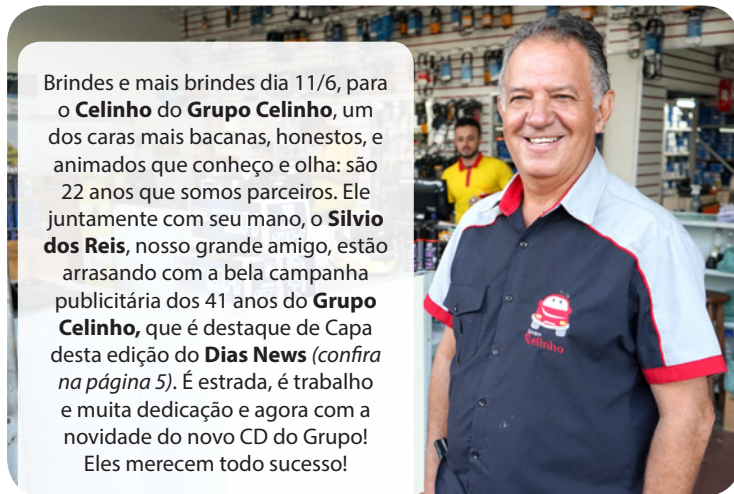 Brindes e mais brindes dia 11/6, para
o Celinho do Grupo Celinho, um
dos caras mais bacanas, honestos, e
animados que conheço e olha: são
22 anos que somos parceiros. Ele
juntamente com seu mano, o Silvio
dos Reis, nosso grande amigo, estão
arrasando com a bela campanha
publicitária dos 41 anos do Grupo
Celinho, que é destaque de Capa
desta edição do Dias News (confira
na página 5). É estrada, é trabalho
e muita dedicação e agora com a
novidade do novo CD do Grupo!
Eles merecem todo sucesso!
Grupo
Celinho